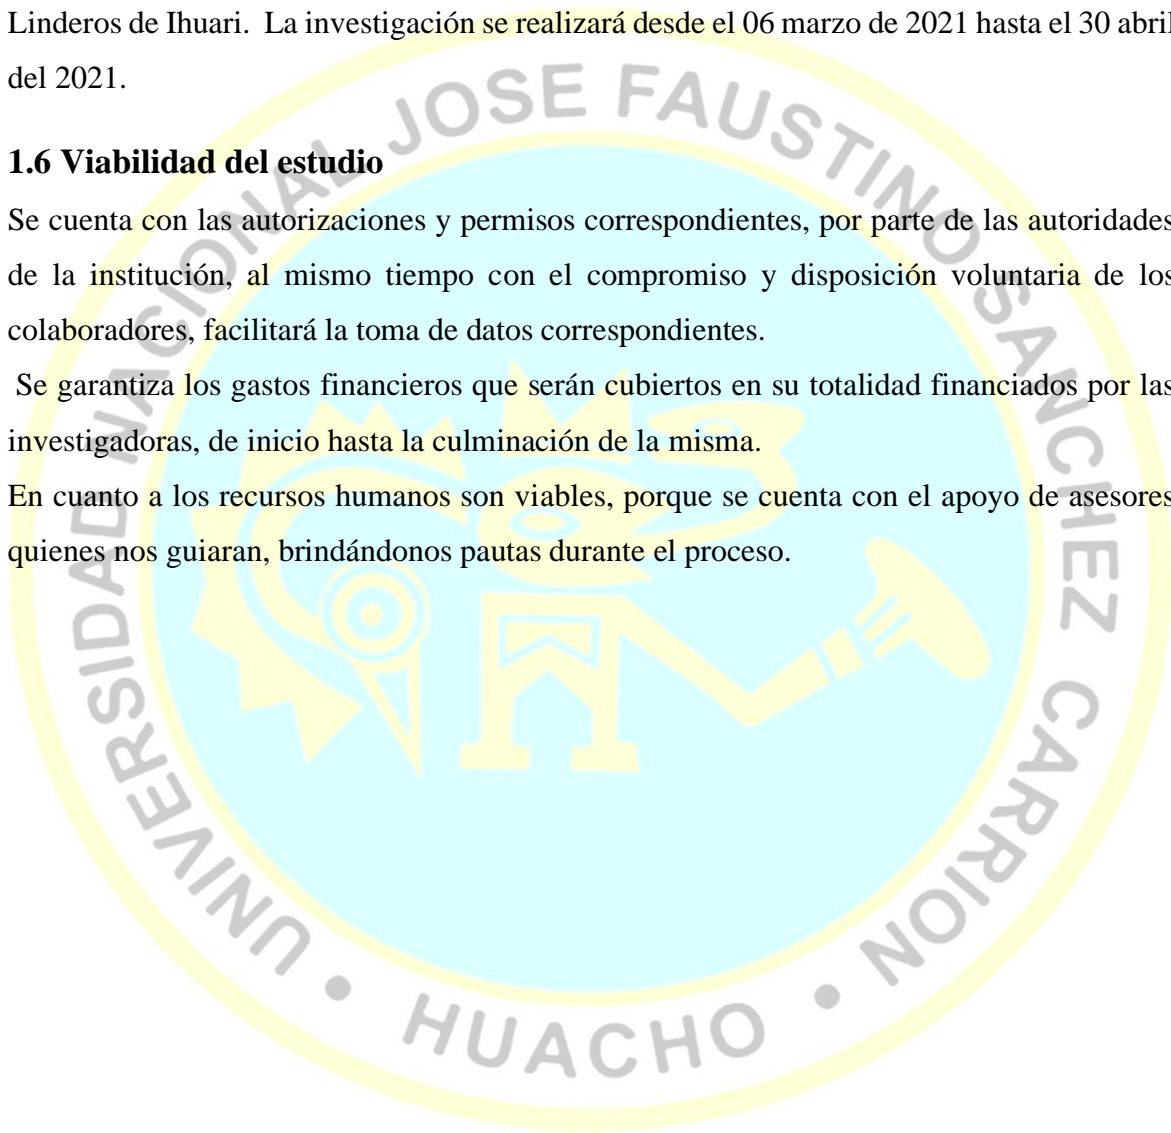 Linderos de Ihuari.  La investigación se realizará desde el 06 marzo de 2021 hasta el 30 abril
del 2021.
1.6 Viabilidad del estudio
Se cuenta con las autorizaciones y permisos correspondientes, por parte de las autoridades
de la institución, al mismo tiempo con el compromiso y disposición voluntaria de los
colaboradores, facilitará la toma de datos correspondientes.
Se garantiza los gastos financieros que serán cubiertos en su totalidad financiados por las
investigadoras, de inicio hasta la culminación de la misma.
En cuanto a los recursos humanos son viables, porque se cuenta con el apoyo de asesores
quienes nos guiaran, brindándonos pautas durante el proceso.
UNIVERSIDAD NACIONAL JOSE FAUSTINO SANCHEZ CARRION
• HUACHO •